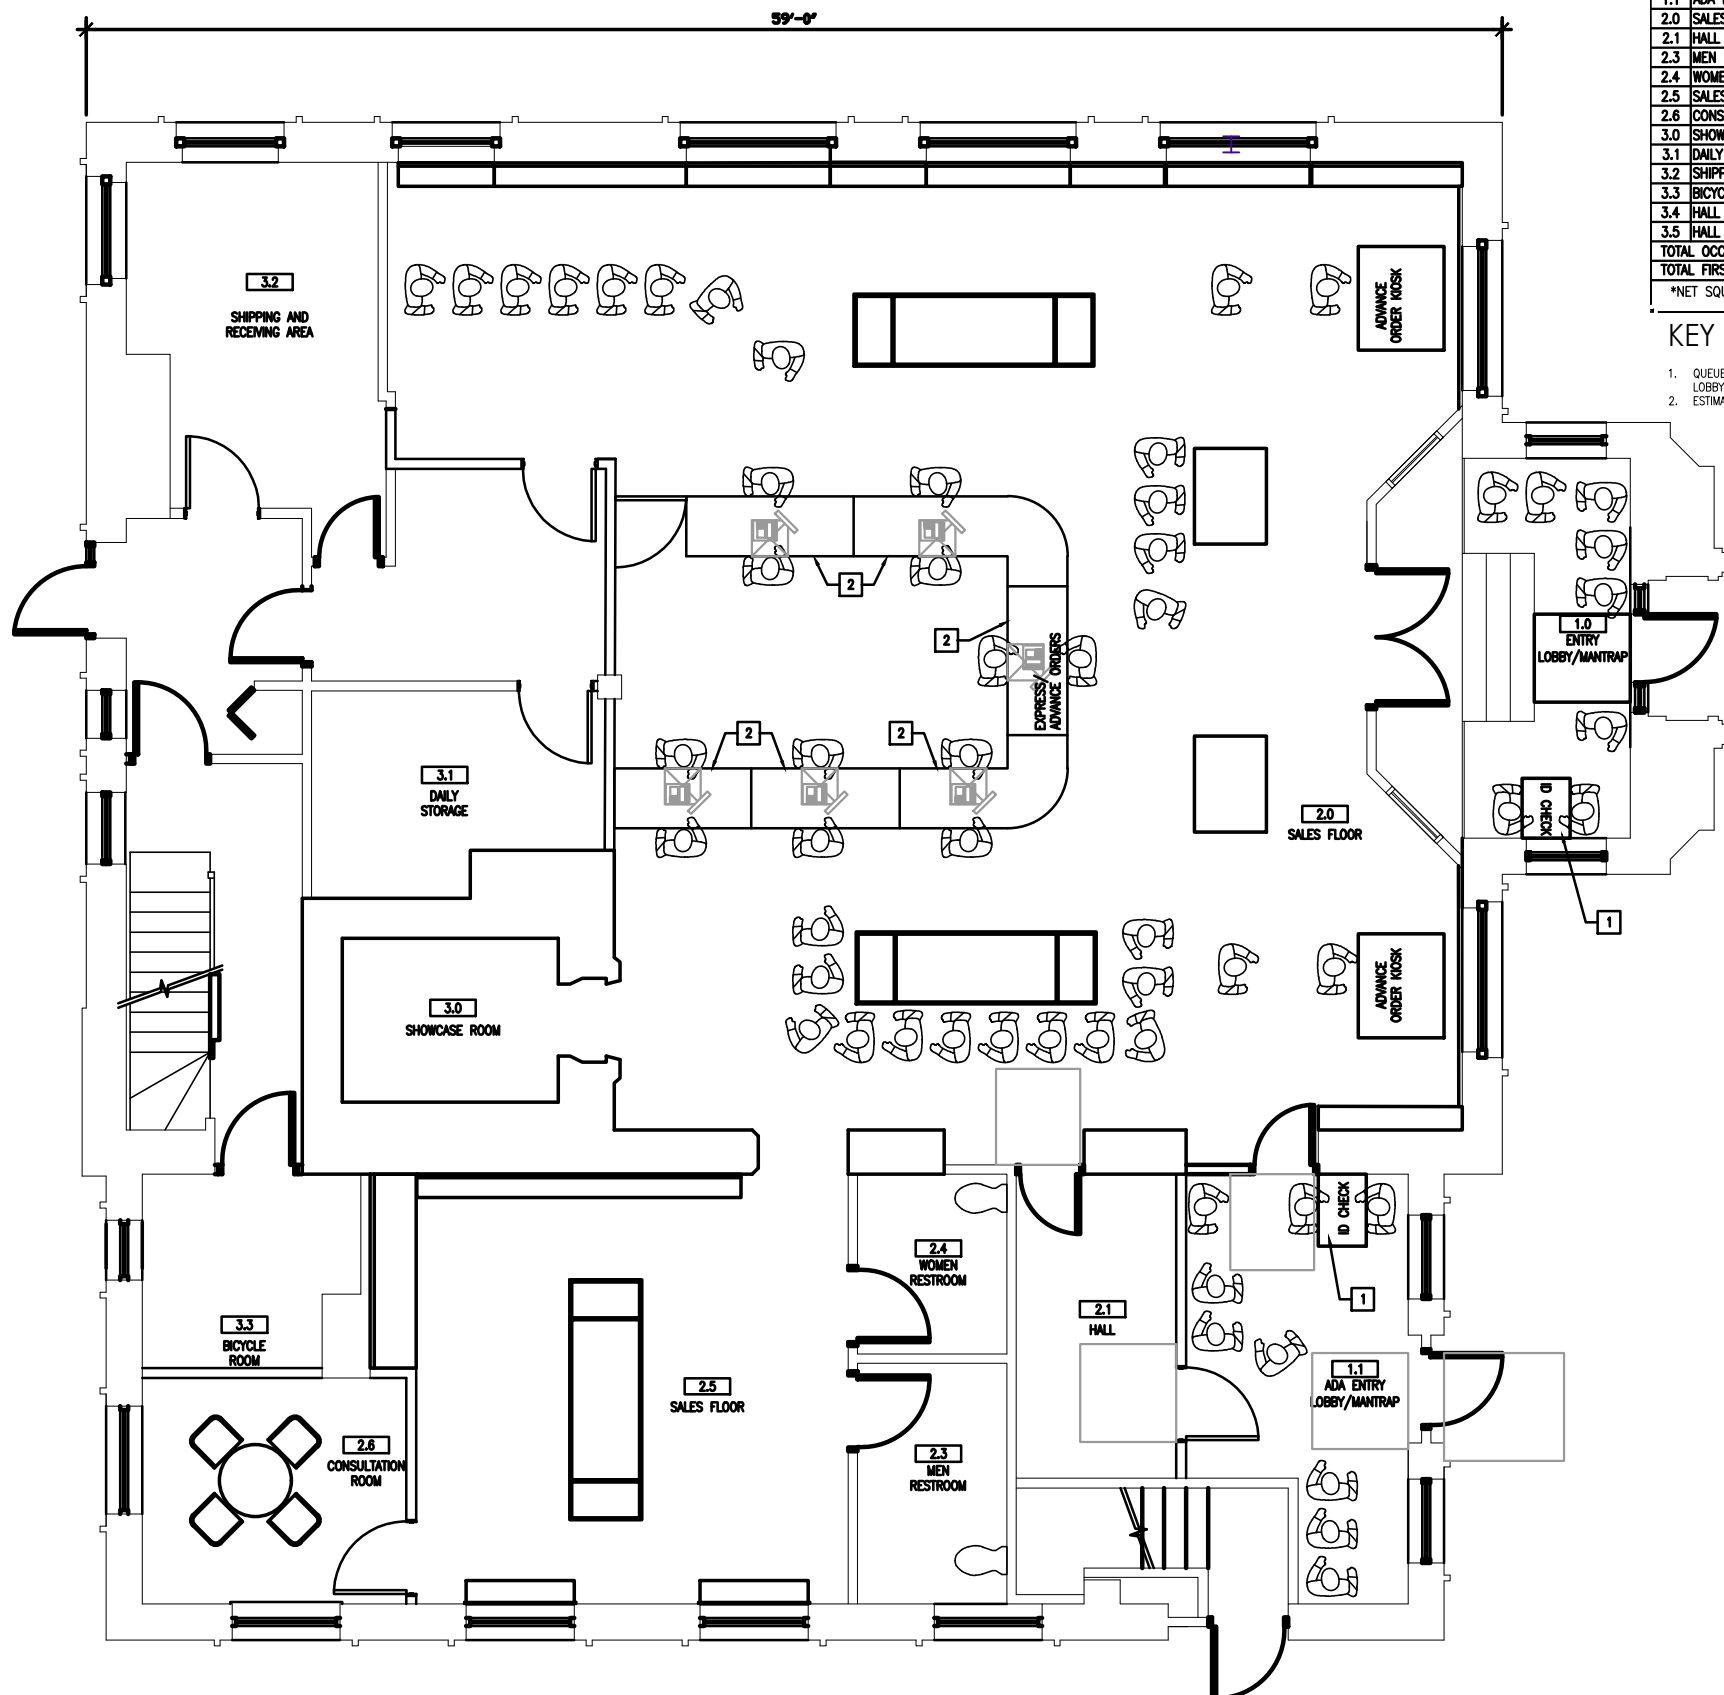 59'-0"
1.1
2.0 SALES
2.1 HALL
2.3 MEN
2.4 WOME
2.5 SALES
2.6 CONS
3.0 SHOW
3.1 DAILY
3.2 SHIPP
3.3 BICYC
3.4 HALL
3.5 HALL
TOTAL OCC
TOTAL FIRS
*NET SQU
KEY
1. QUEUE
LOBBY
2. ESTIMA
3.2
SHIPPING AND
RECEIVING AREA
ADVANCE
ORDER KIOSK
2
2
EXPRESS/
ADVANCE ORDERS
1.0
ENTRY
LOBBY/MANTRAP
2
2
3.1
DAILY
STORAGE
2.0
SALES FLOOR
ID CHECK
1
3.0
SHOWCASE ROOM
ADVANCE
ORDER KIOSK
ID CHECK
1
2.4
WOMEN
RESTROOM
2.1
HALL
3.3
BICYCLE
ROOM
2.5
SALES FLOOR
1.1
ADA ENTRY
LOBBY/MANTRAP
2.6
CONSULTATION
ROOM
2.3
MEN
RESTROOM